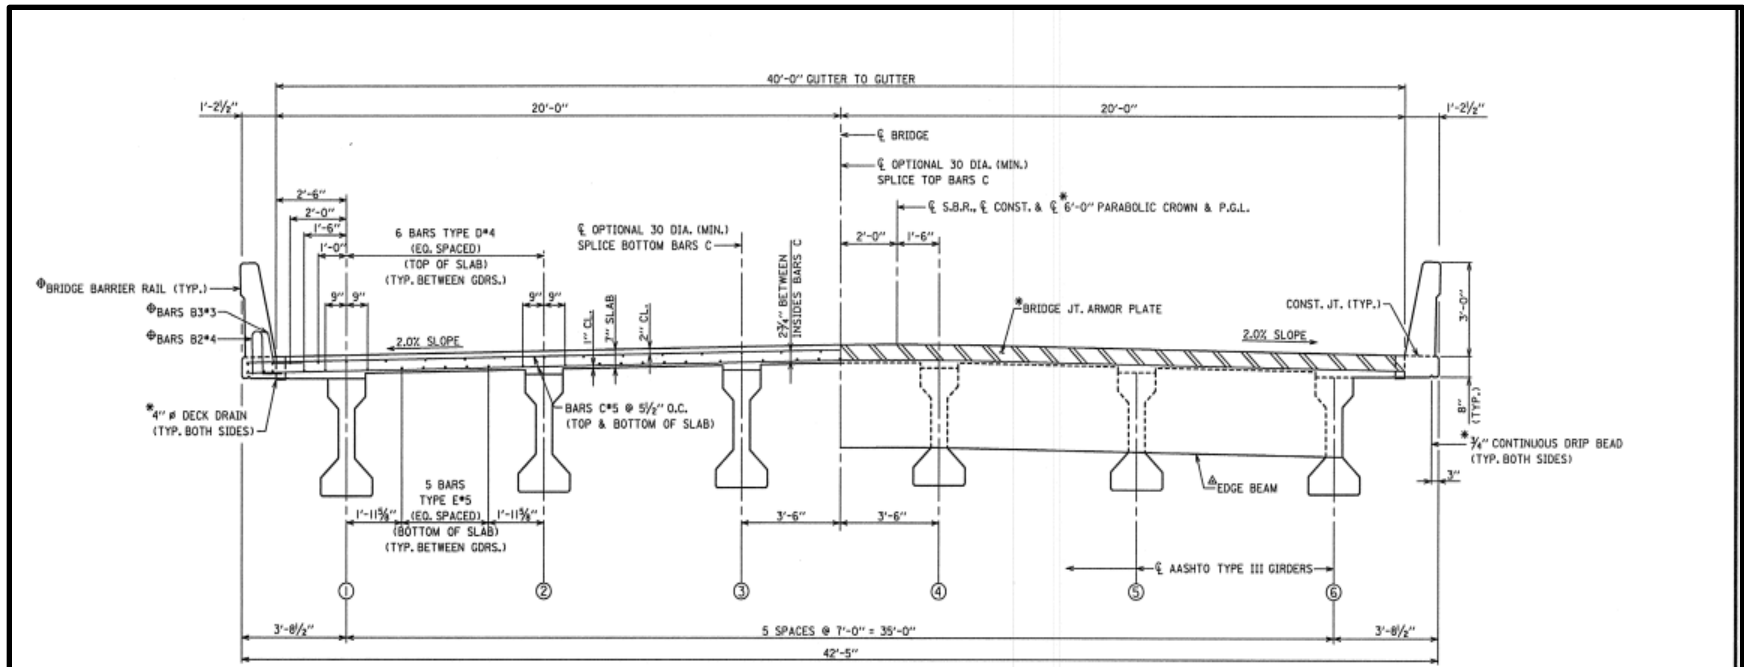 40'-0" GUTTER TO GUTTER
1'-2½"
20'-0"
20'-0"
1'-2½"
℄ BRIDGE
℄ OPTIONAL 30 DIA. (MIN.)
SPLICE TOP BARS C
℄ S.B.R., ℄ CONST. & ℄ *6'-0" PARABOLIC CROWN & P.G.L.
2'-6"
2'-0"
1'-6"
1'-0"
6 BARS TYPE D#4
(EQ. SPACED)
(TOP OF SLAB)
(TYP. BETWEEN GDRS.)
℄ OPTIONAL 30 DIA. (MIN.)
SPLICE BOTTOM BARS C
2'-0"
1'-6"
2¾" BETWEEN
INSIDES BARS C
BRIDGE BARRIER RAIL (TYP.)
BARS B3#3
BARS B2#4
9"
9"
9"
9"
1" CL.
7" SLAB
2" CL.
*BRIDGE JT. ARMOR PLATE
CONST. JT. (TYP.)
3'-0"
2.0% SLOPE
2.0% SLOPE
*4" ø DECK DRAIN
(TYP. BOTH SIDES)
BARS C#5 @ 5½" O.C.
(TOP & BOTTOM OF SLAB)
8"
(TYP.)
*¾" CONTINUOUS DRIP BEAD
(TYP. BOTH SIDES)
3"
EDGE BEAM
5 BARS
TYPE E#5
(EQ. SPACED)
(BOTTOM OF SLAB)
(TYP. BETWEEN GDRS.)
1'-11⅝"
1'-11⅝"
3'-6"
3'-6"
℄ AASHTO TYPE III GIRDERS
1
2
3
4
5
6
3'-8½"
5 SPACES @ 7'-0" = 35'-0"
3'-8½"
42'-5"